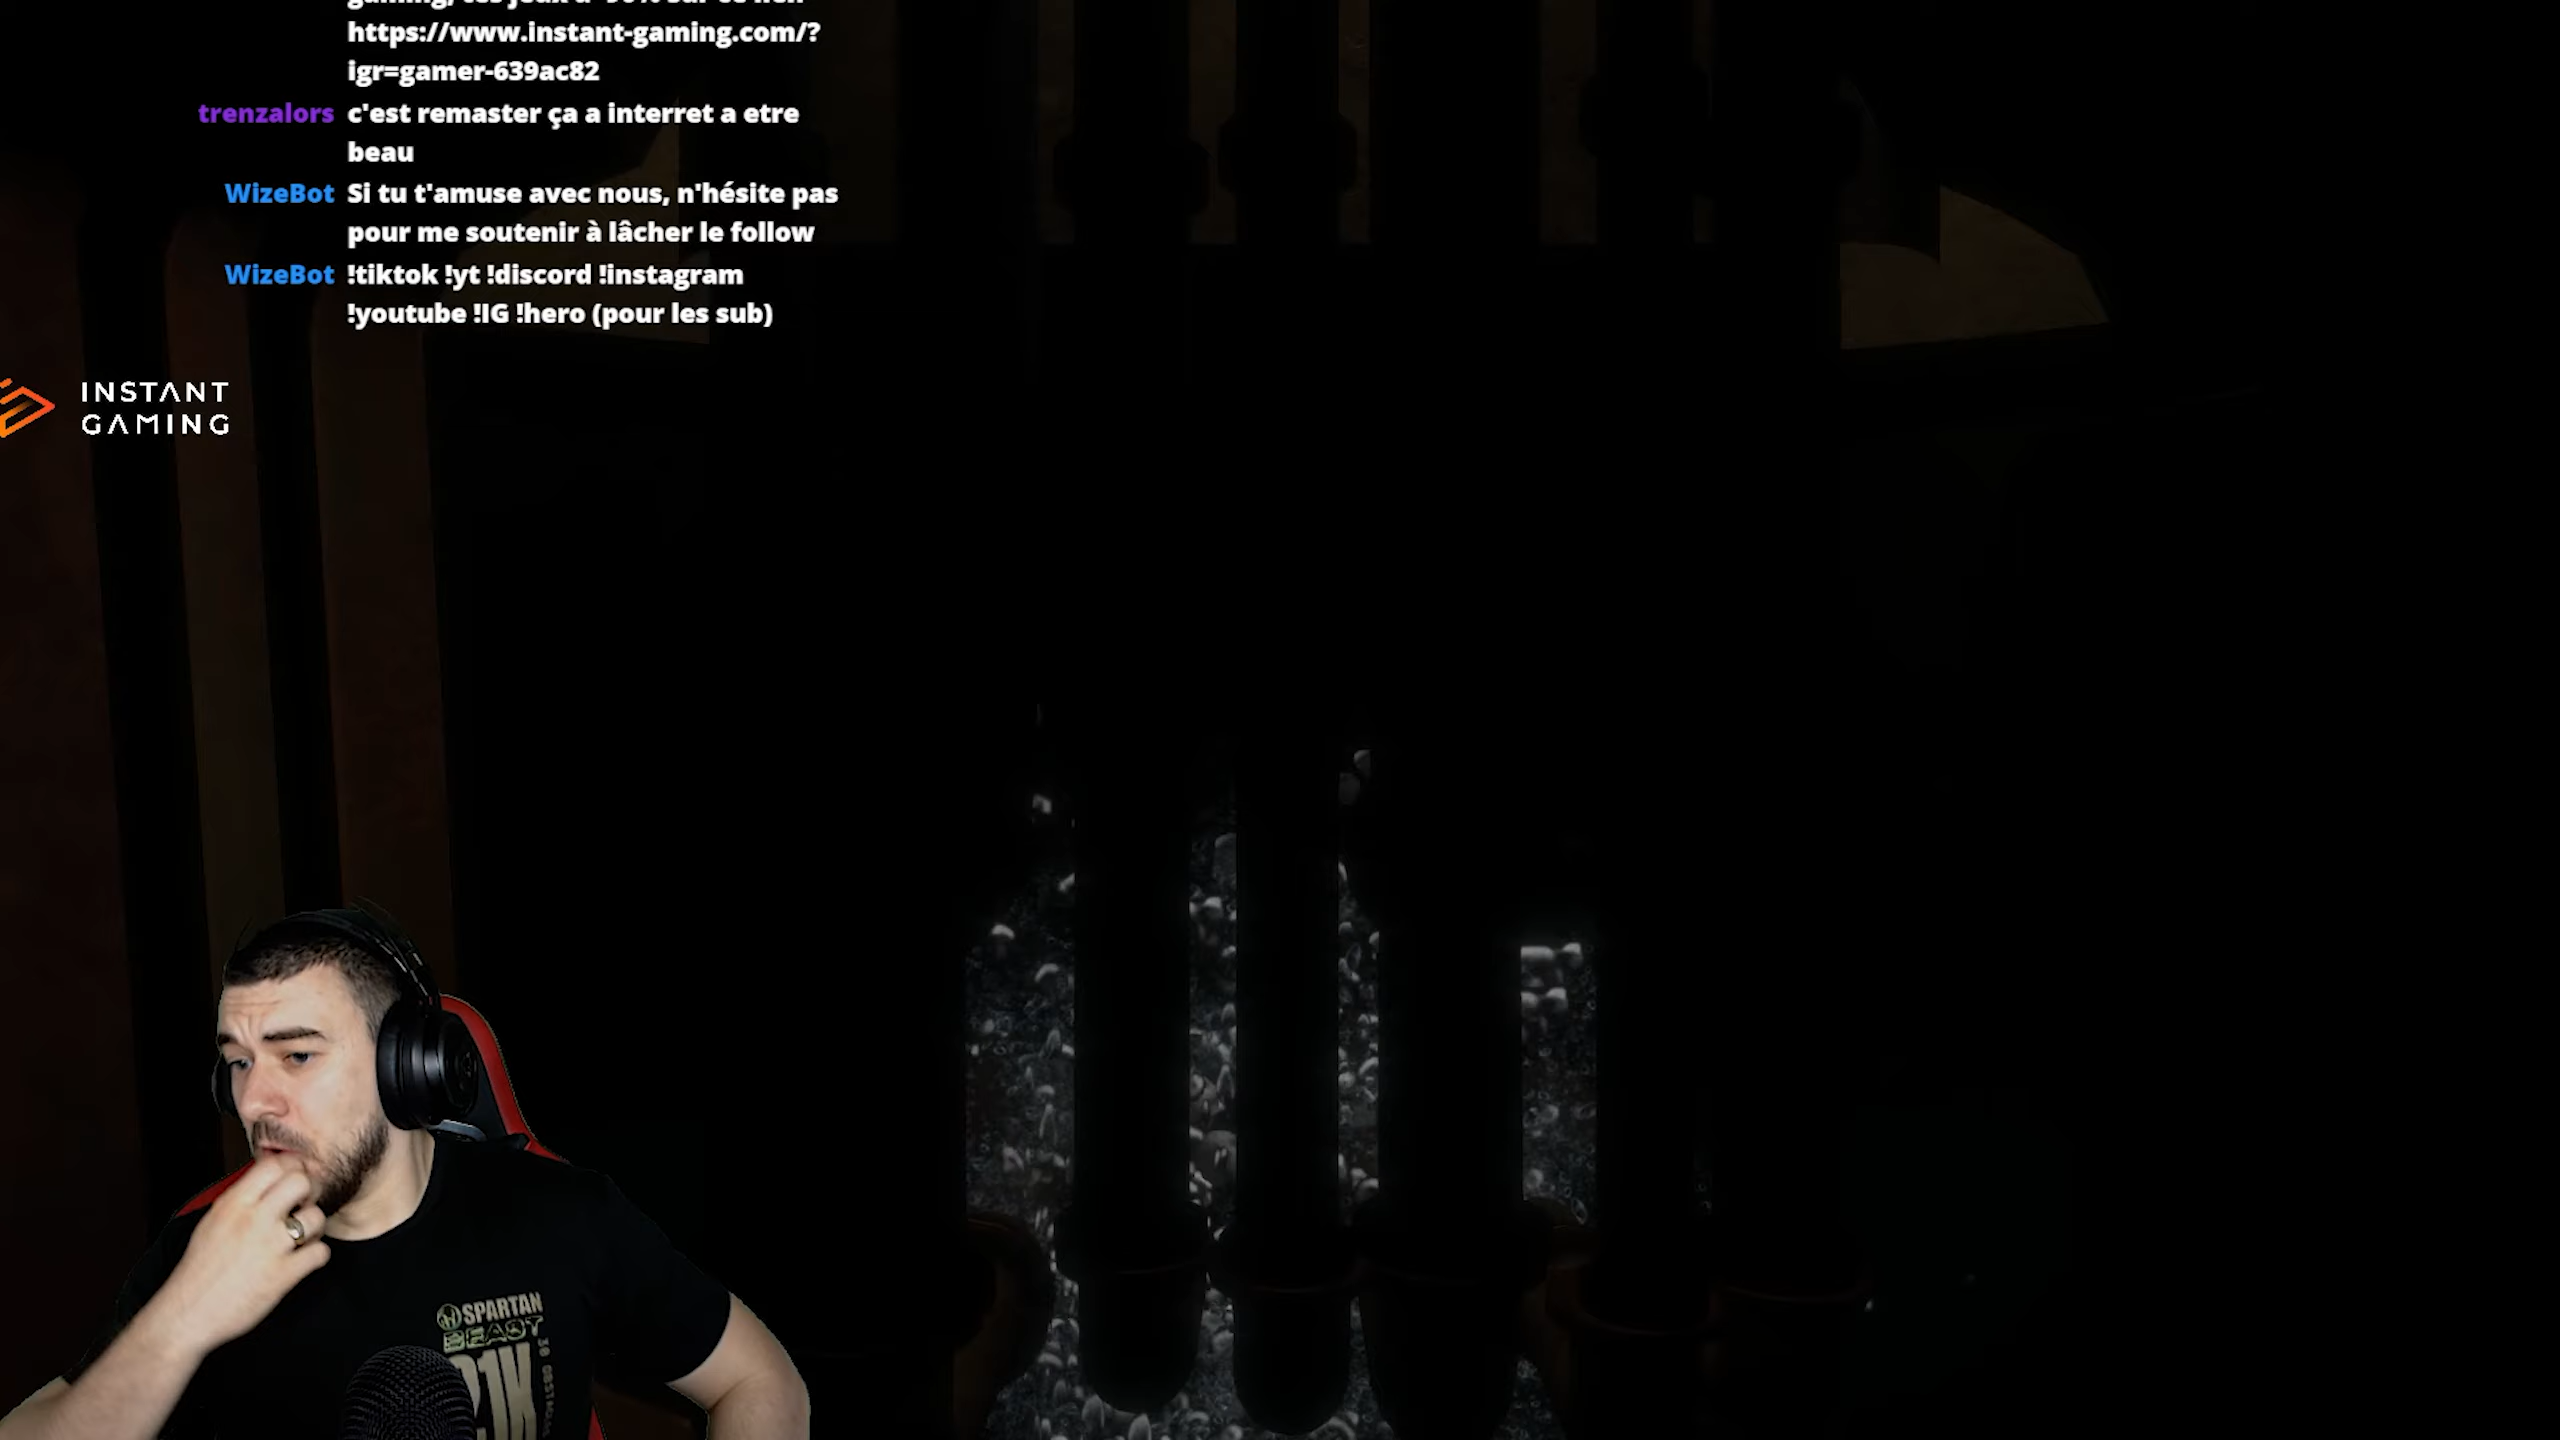 https://www.instant-gaming.com/?
igr=gamer-639ac82
trenzalors c'est remaster ça a interret a etre
beau
WizeBot Si tu t'amuse avec nous, n'hésite pas
pour me soutenir à lâcher le follow
WizeBot !tiktok !yt !discord !instagram
!youtube !IG !hero (pour les sub)
INSTANT
GAMING
SPARTAN
BEAST
21K